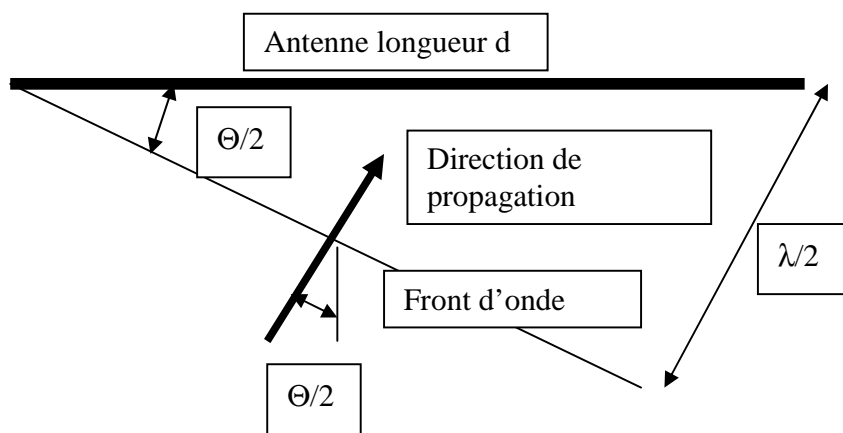 Antenne longueur d
Θ/2
Direction de
propagation
λ/2
Front d’onde
Θ/2